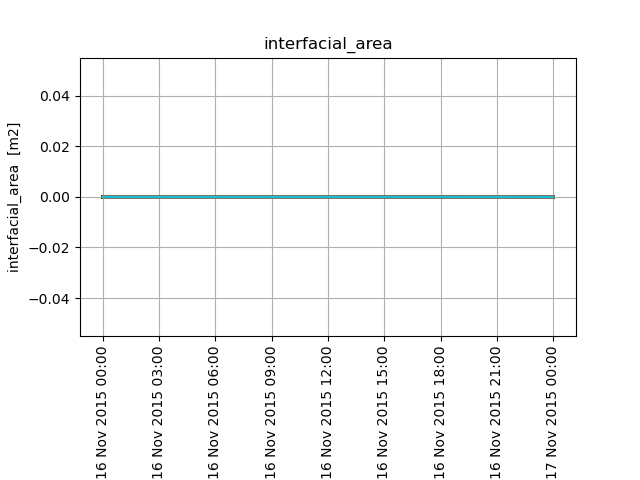 interfacial_area
interfacial_area [m2]
0.04
0.02
0.00
−0.02
−0.04
16 Nov 2015 00:00
16 Nov 2015 03:00
16 Nov 2015 06:00
16 Nov 2015 09:00
16 Nov 2015 12:00
16 Nov 2015 15:00
16 Nov 2015 18:00
16 Nov 2015 21:00
17 Nov 2015 00:00